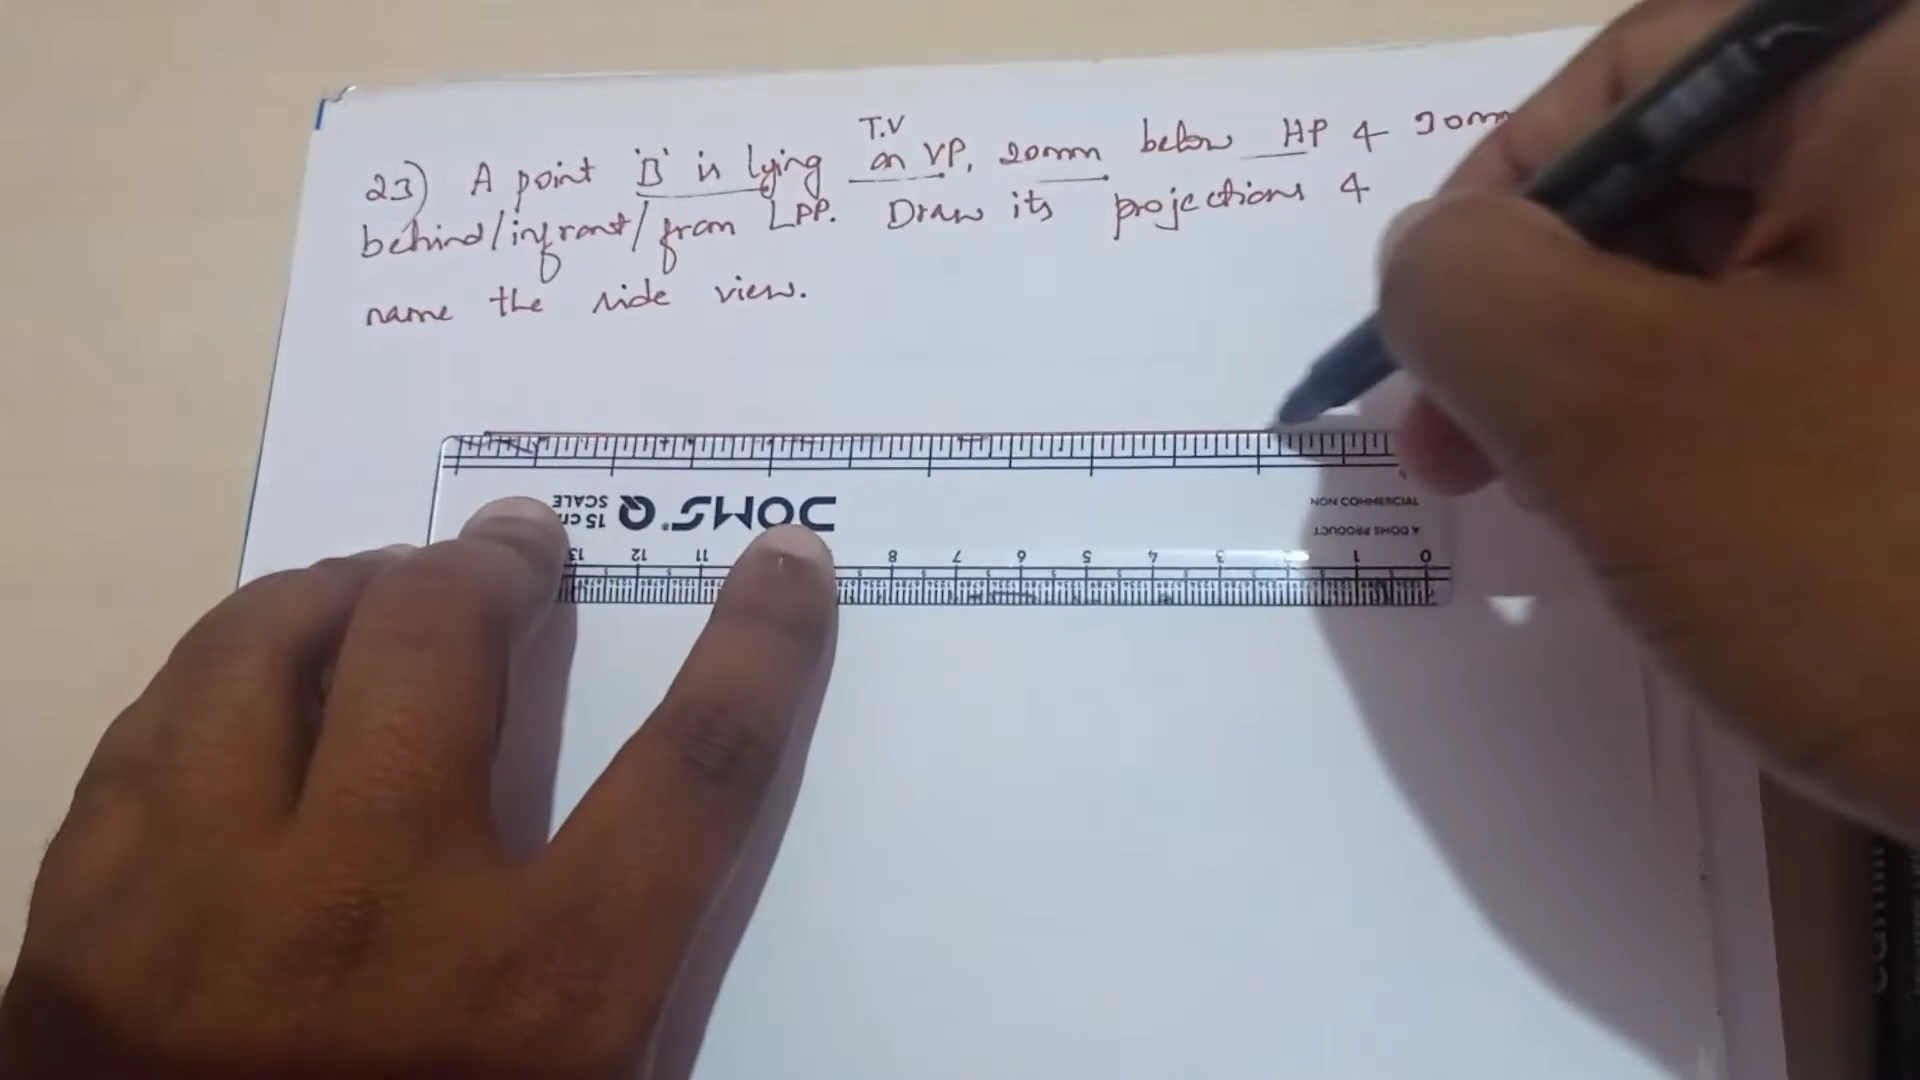 T.V
23) A point 'B' is lying on VP, 20mm below HP & 30mm
behind/infront/from LPP. Draw its projections &
name the side view.
DOMS Q
15 cm SCALE
NON COMMERCIAL
A DOMS PRODUCT
13 12 11 8 7 6 5 4 3 1 0